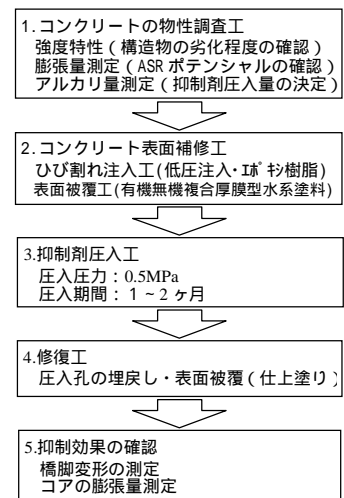 1.コンクリートの物性調査工
強度特性(構造物の劣化程度の確認)
膨張量測定(ASRポテンシャルの確認)
アルカリ量測定(抑制剤圧入量の決定)
2.コンクリート表面補修工
ひび割れ注入工(低圧注入・エポキシ樹脂)
表面被覆工(有機無機複合厚膜型水系塗料)
3.抑制剤圧入工
圧入圧力:0.5MPa
圧入期間:1~2ヶ月
4.修復工
圧入孔の埋戻し・表面被覆(仕上塗り)
5.抑制効果の確認
橋脚変形の測定
コアの膨張量測定